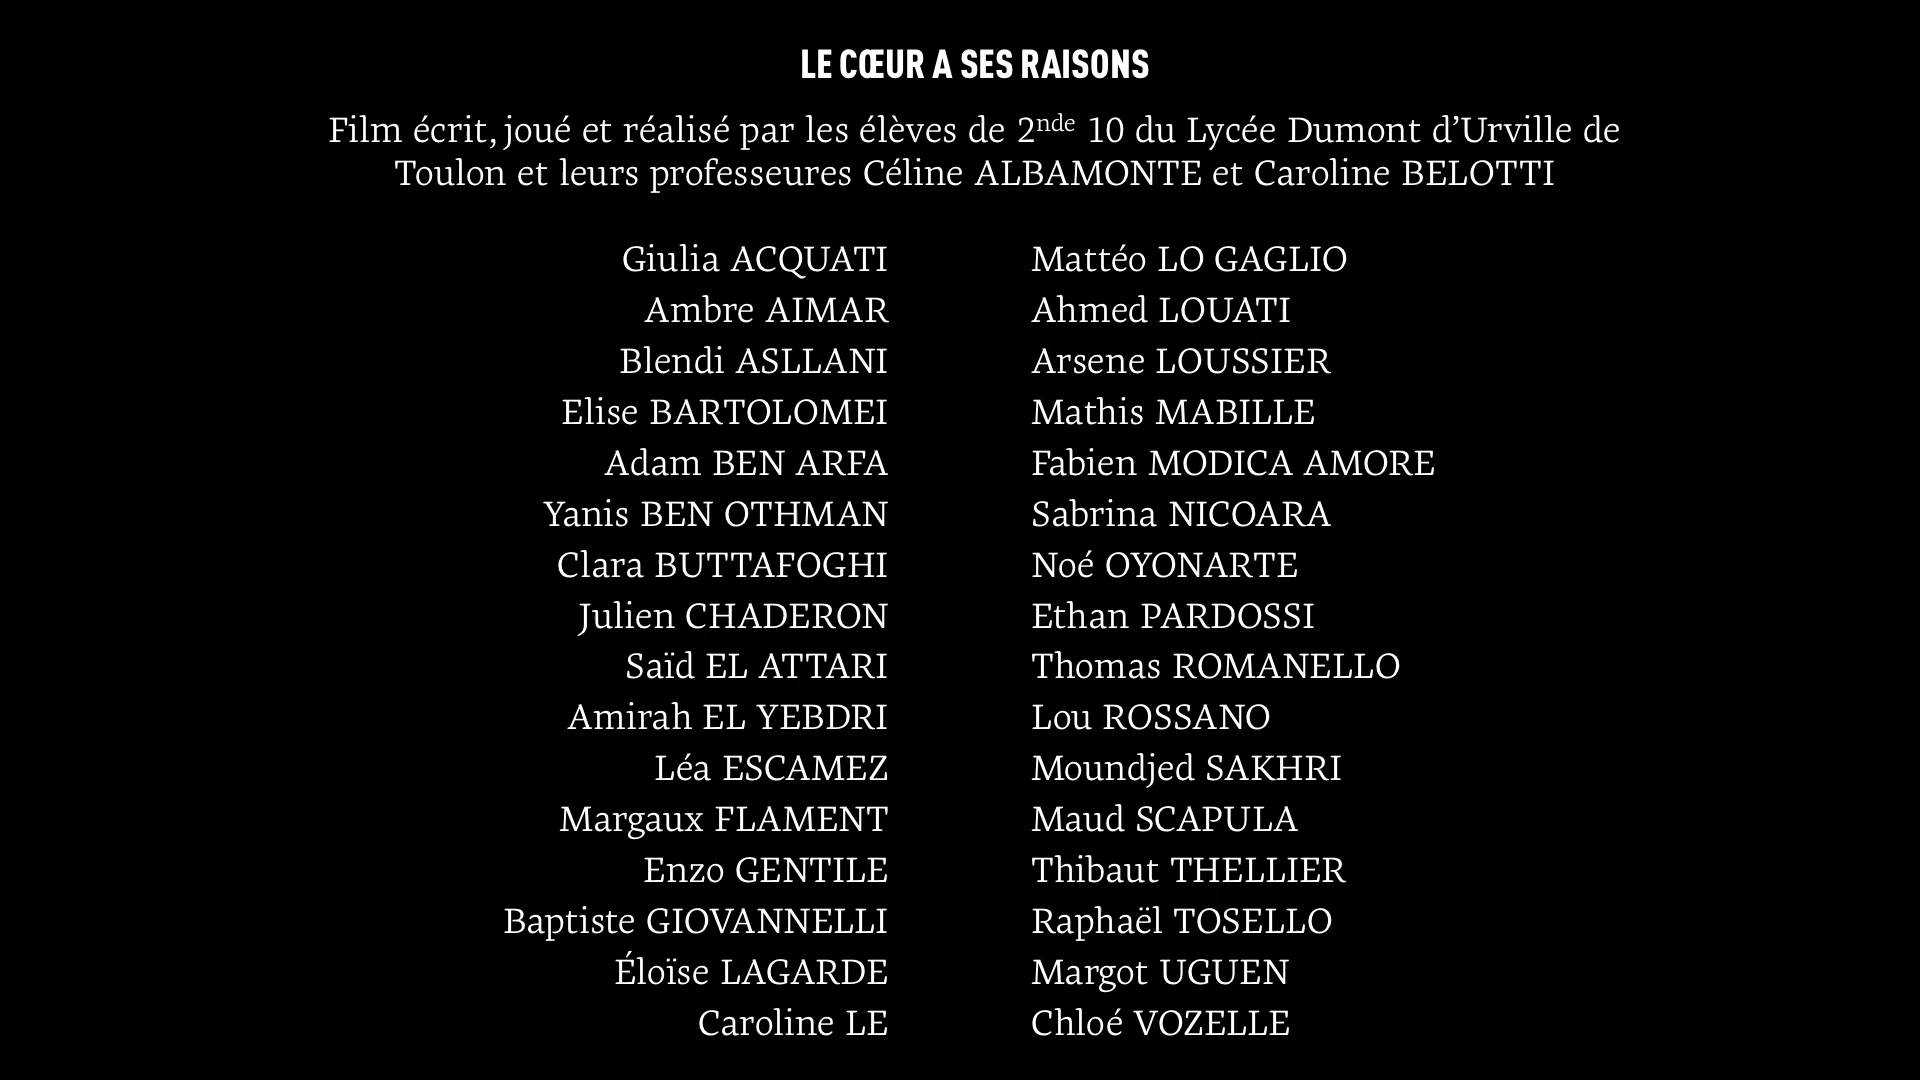 LE CŒUR A SES RAISONS
Film écrit, joué et réalisé par les élèves de 2nde 10 du Lycée Dumont d’Urville de
Toulon et leurs professeures Céline ALBAMONTE et Caroline BELOTTI
Giulia ACQUATI
Ambre AIMAR
Blendi ASLLANI
Elise BARTOLOMEI
Adam BEN ARFA
Yanis BEN OTHMAN
Clara BUTTAFOGHI
Julien CHADERON
Saïd EL ATTARI
Amirah EL YEBDRI
Léa ESCAMEZ
Margaux FLAMENT
Enzo GENTILE
Baptiste GIOVANNELLI
Éloïse LAGARDE
Caroline LE
Mattéo LO GAGLIO
Ahmed LOUATI
Arsene LOUSSIER
Mathis MABILLE
Fabien MODICA AMORE
Sabrina NICOARA
Noé OYONARTE
Ethan PARDOSSI
Thomas ROMANELLO
Lou ROSSANO
Moundjed SAKHRI
Maud SCAPULA
Thibaut THELLIER
Raphaël TOSELLO
Margot UGUEN
Chloé VOZELLE